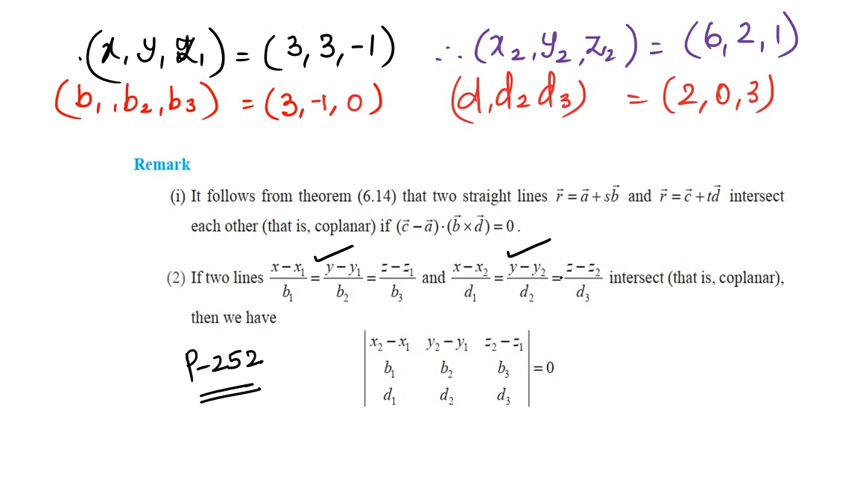 .(x, y, z₁) = (3, 3, -1)
∴ (x₂, y₂, z₂) = (6, 2, 1)
(b₁, b₂, b₃) = (3, -1, 0)
(d, d₂ d₃) = (2, 0, 3)
Remark
(i) It follows from theorem (6.14) that two straight lines r⃗ = a⃗ + sb⃗ and r⃗ = c⃗ + td⃗ intersect
each other (that is, coplanar) if (c⃗ − a⃗)·(b⃗ × d⃗) = 0 .
(2) If two lines (x − x₁)/b₁ = (y − y₁)/b₂ = (z − z₁)/b₃ and (x − x₂)/d₁ = (y − y₂)/d₂ = (z − z₂)/d₃ intersect (that is, coplanar),
then we have
P-252
| x₂ − x₁ y₂ − y₁ z₂ − z₁ |
| b₁ b₂ b₃ | = 0
| d₁ d₂ d₃ |